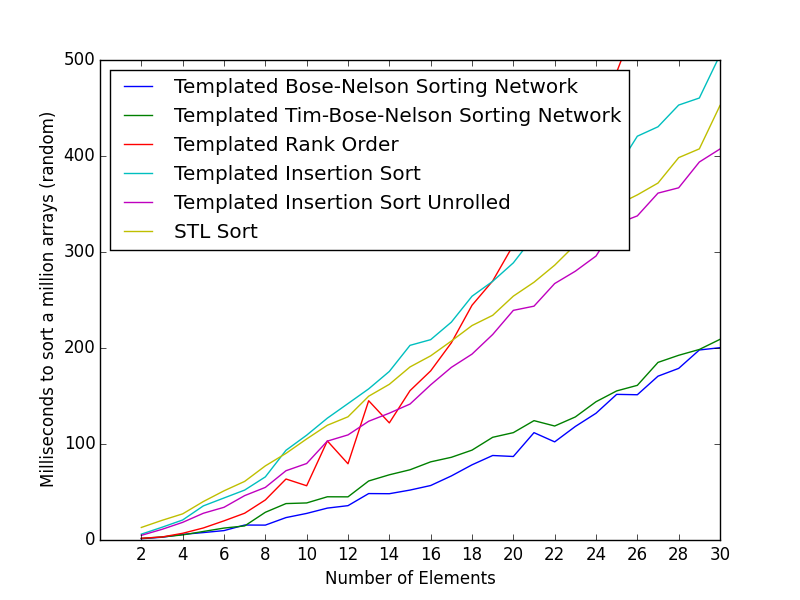 500
Templated Bose-Nelson Sorting Network
Templated Tim-Bose-Nelson Sorting Network
Templated Rank Order
Templated Insertion Sort
Templated Insertion Sort Unrolled
STL Sort
400
300
200
100
0
Milliseconds to sort a million arrays (random)
2 4 6 8 10 12 14 16 18 20 22 24 26 28 30
Number of Elements